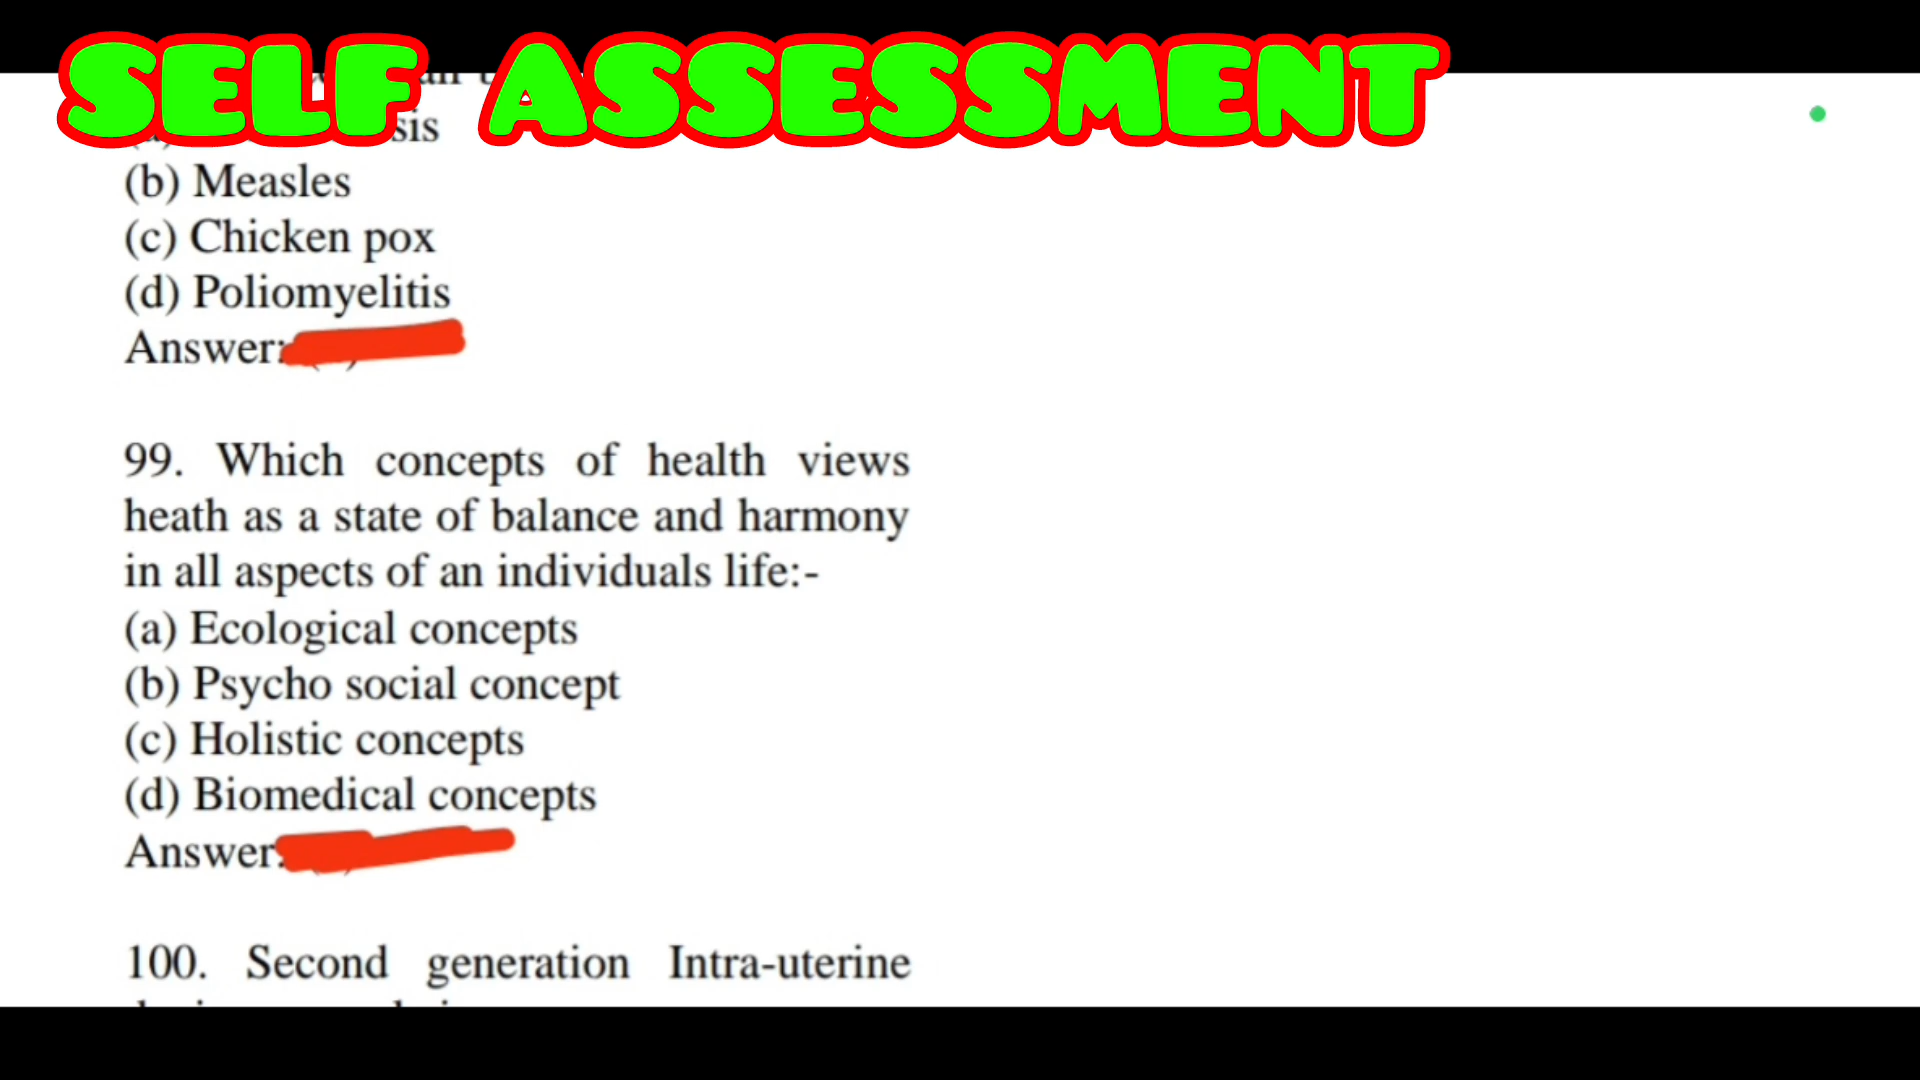 SELF ASSESSMENT
sis
(b) Measles
(c) Chicken pox
(d) Poliomyelitis
Answer:
99. Which concepts of health views
heath as a state of balance and harmony
in all aspects of an individuals life:-
(a) Ecological concepts
(b) Psycho social concept
(c) Holistic concepts
(d) Biomedical concepts
Answer:
100. Second generation Intra-uterine